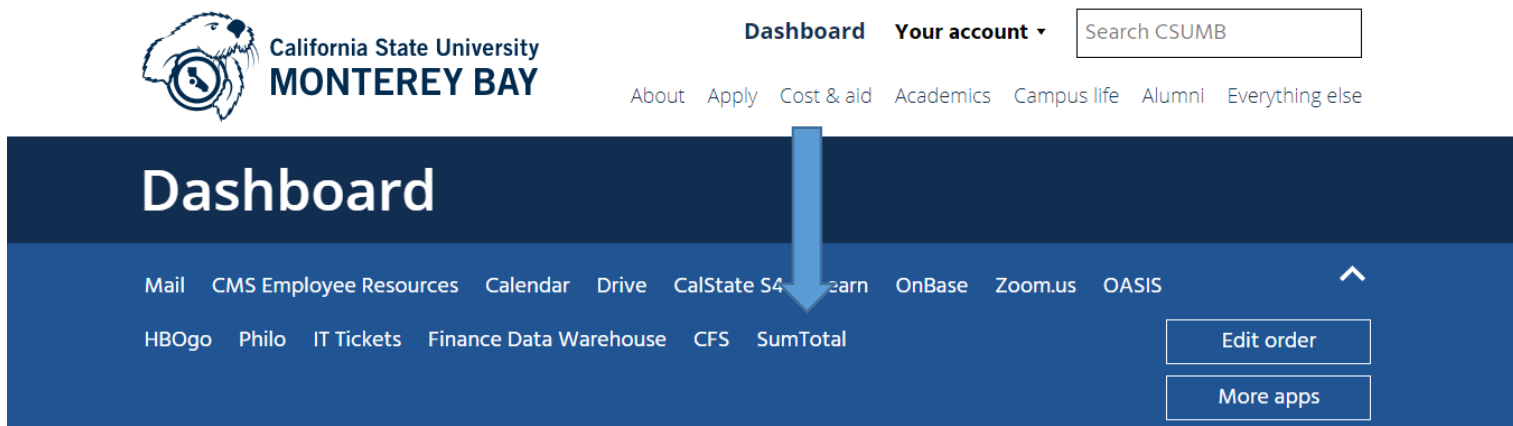 California State University
MONTEREY BAY
Dashboard Your account Search CSUMB
About Apply Cost & aid Academics Campus life Alumni Everything else
Dashboard
Mail CMS Employee Resources Calendar Drive CalState S4 OnBase Zoom.us OASIS
HBOgo Philo IT Tickets Finance Data Warehouse CFS SumTotal
Edit order
More apps